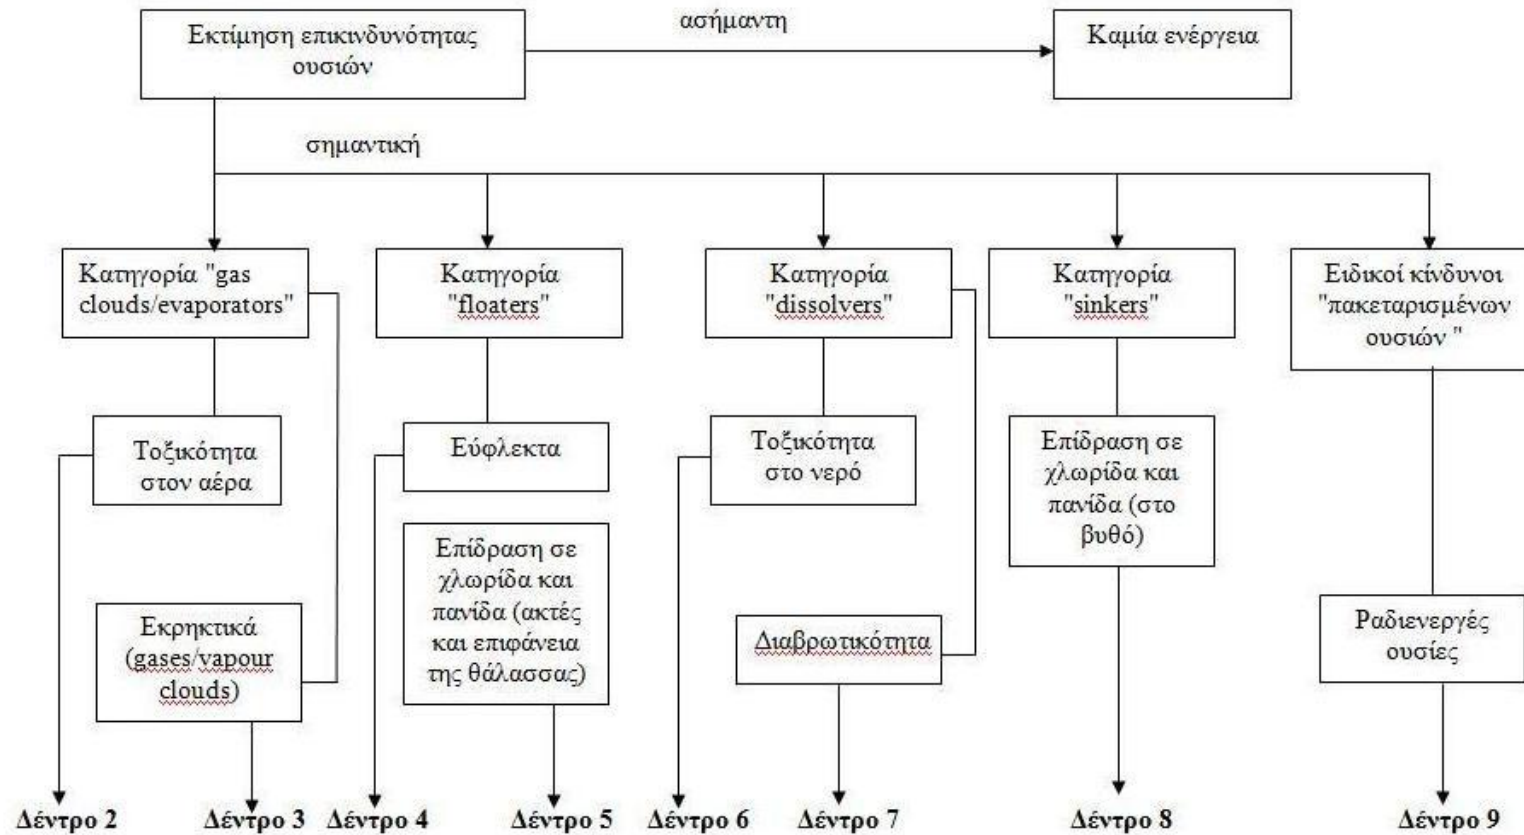 Εκτίμηση επικινδυνότητας
ουσιών
ασήμαντη
Καμία ενέργεια
σημαντική
Κατηγορία "gas
clouds/evaporators"
Κατηγορία
"floaters"
Κατηγορία
"dissolvers"
Κατηγορία
"sinkers"
Ειδικοί κίνδυνοι
"πακεταρισμένων
ουσιών "
Τοξικότητα
στον αέρα
Εύφλεκτα
Τοξικότητα
στο νερό
Επίδραση σε
χλωρίδα και
πανίδα (στο
βυθό)
Επίδραση σε
χλωρίδα και
πανίδα (ακτές
και επιφάνεια
της θάλασσας)
Εκρηκτικά
(gases/vapour
clouds)
Διαβρωτικότητα
Ραδιενεργές
ουσίες
Δέντρο 2
Δέντρο 3
Δέντρο 4
Δέντρο 5
Δέντρο 6
Δέντρο 7
Δέντρο 8
Δέντρο 9